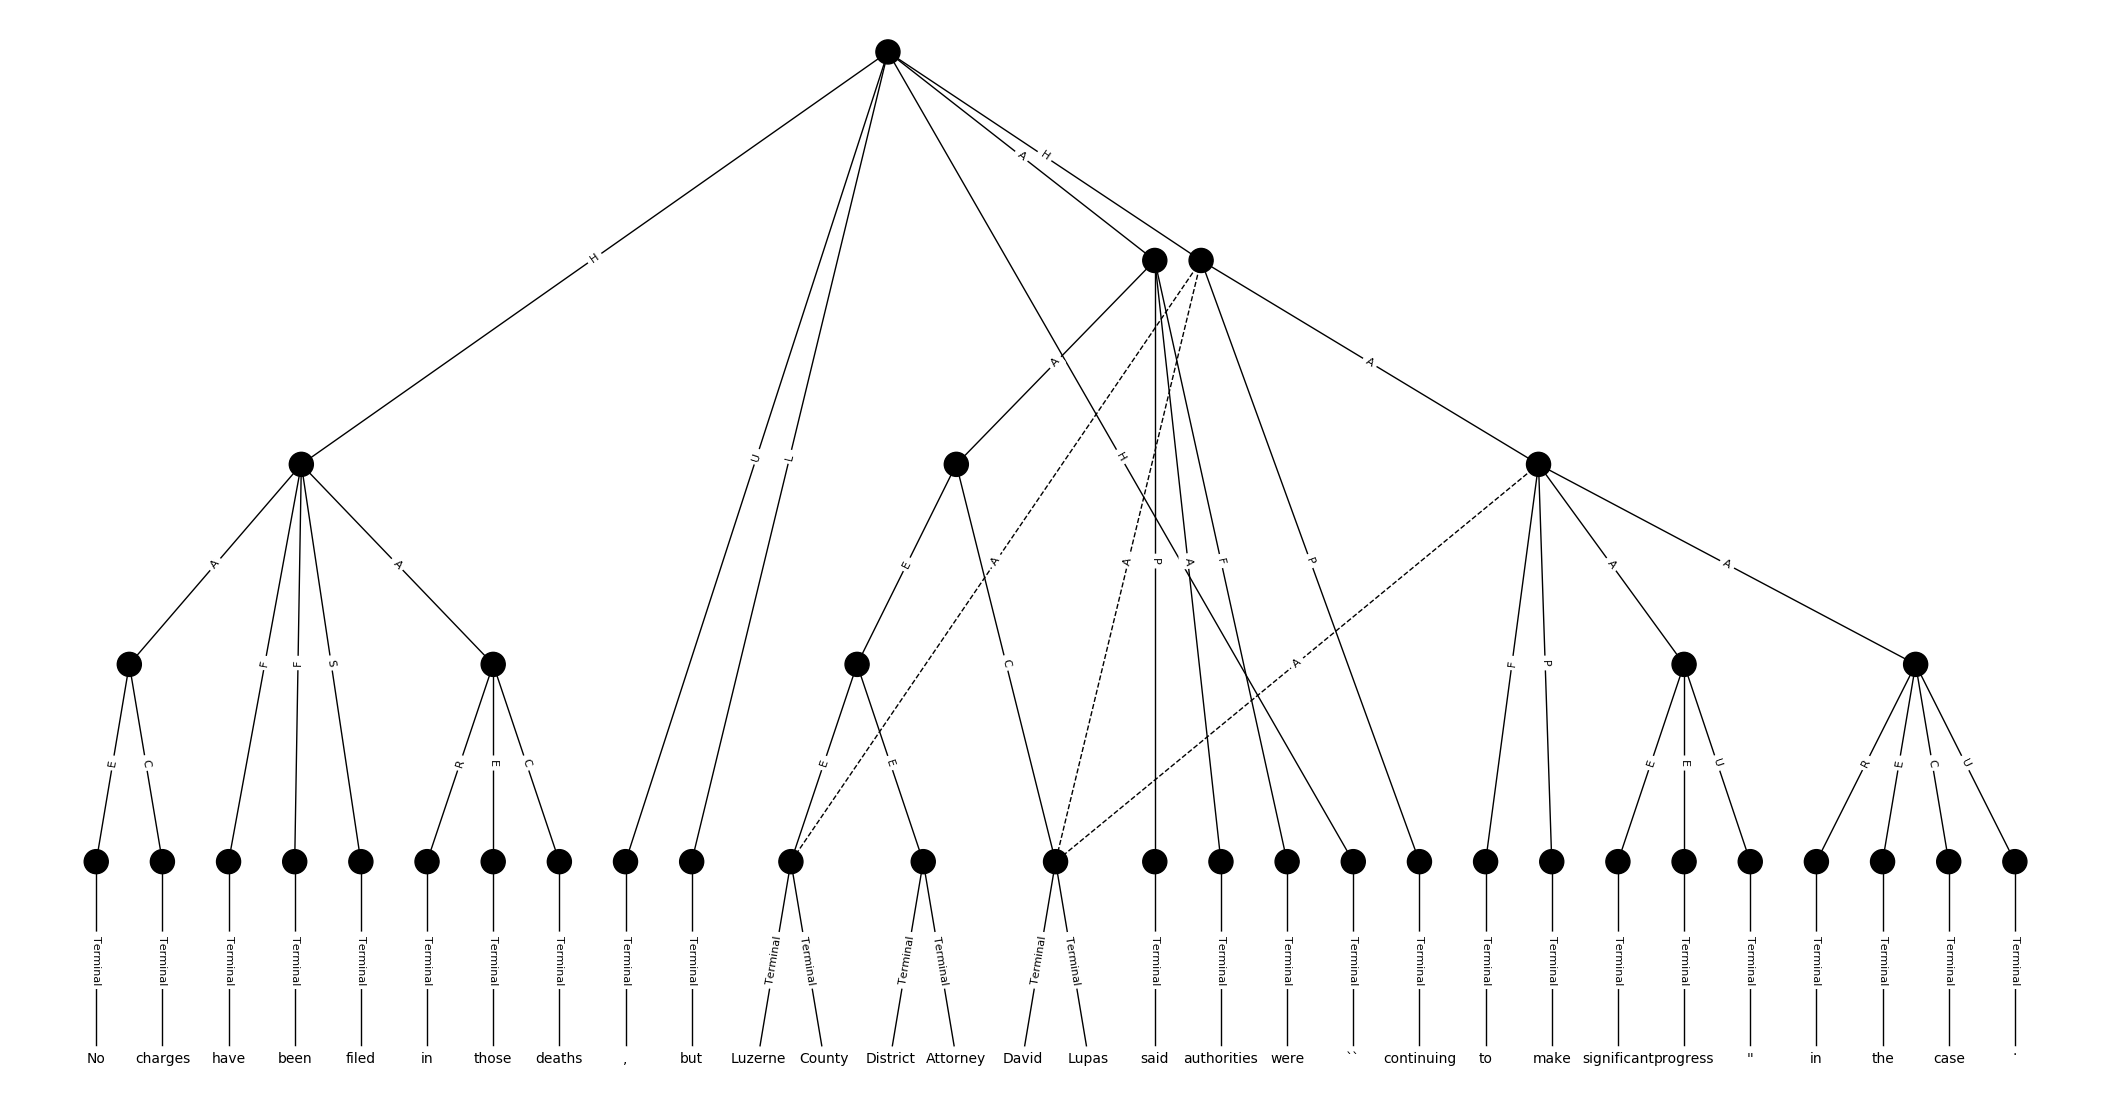 A H
H
A A
U L H
A F F S A E C A A P A F P A A
F P A A
E C R E C E E E E U R E C U
Terminal Terminal Terminal Terminal Terminal Terminal Terminal Terminal Terminal Terminal Terminal Terminal Terminal Terminal Terminal Terminal Terminal Terminal Terminal Terminal Terminal Terminal Terminal Terminal Terminal Terminal Terminal Terminal Terminal
No charges have been filed in those deaths , but Luzerne County District Attorney David Lupas said authorities were `` continuing to make significant progress " in the case .